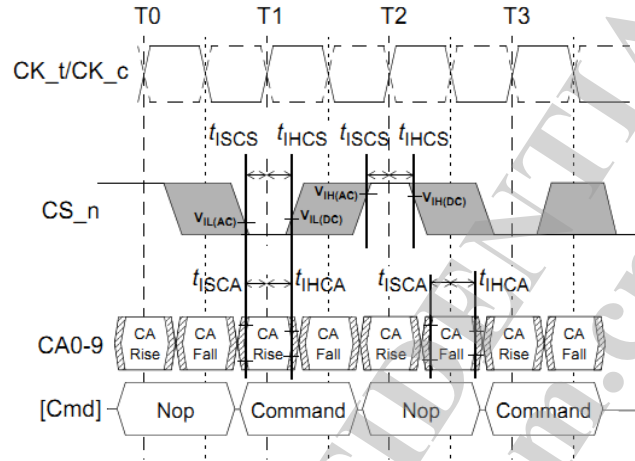 T0 T1 T2 T3
CK_t/CK_c
tISCS tIHCS tISCS tIHCS
CS_n
VIL(AC) VIL(DC) VIH(AC) VIH(DC)
tISCA tIHCA tISCA tIHCA
CA0-9
CA Rise CA Fall CA Rise CA Fall CA Rise CA Fall CA Rise CA Fall
[Cmd] Nop Command Nop Command